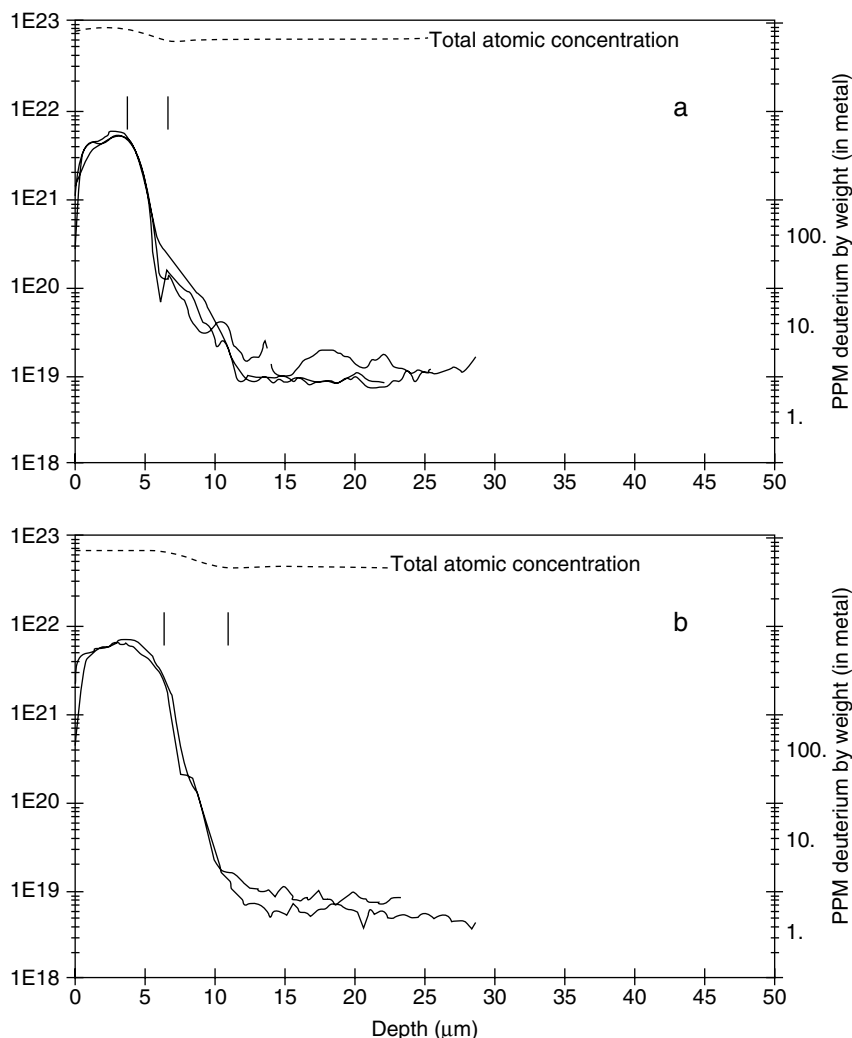 1E23
1E22
1E21
1E20
1E19
1E18
Total atomic concentration
a
100.
10.
1.
PPM deuterium by weight (in metal)
0 5 10 15 20 25 30 35 40 45 50
1E23
1E22
1E21
1E20
1E19
1E18
Total atomic concentration
b
100.
10.
1.
PPM deuterium by weight (in metal)
0 5 10 15 20 25 30 35 40 45 50
Depth (μm)